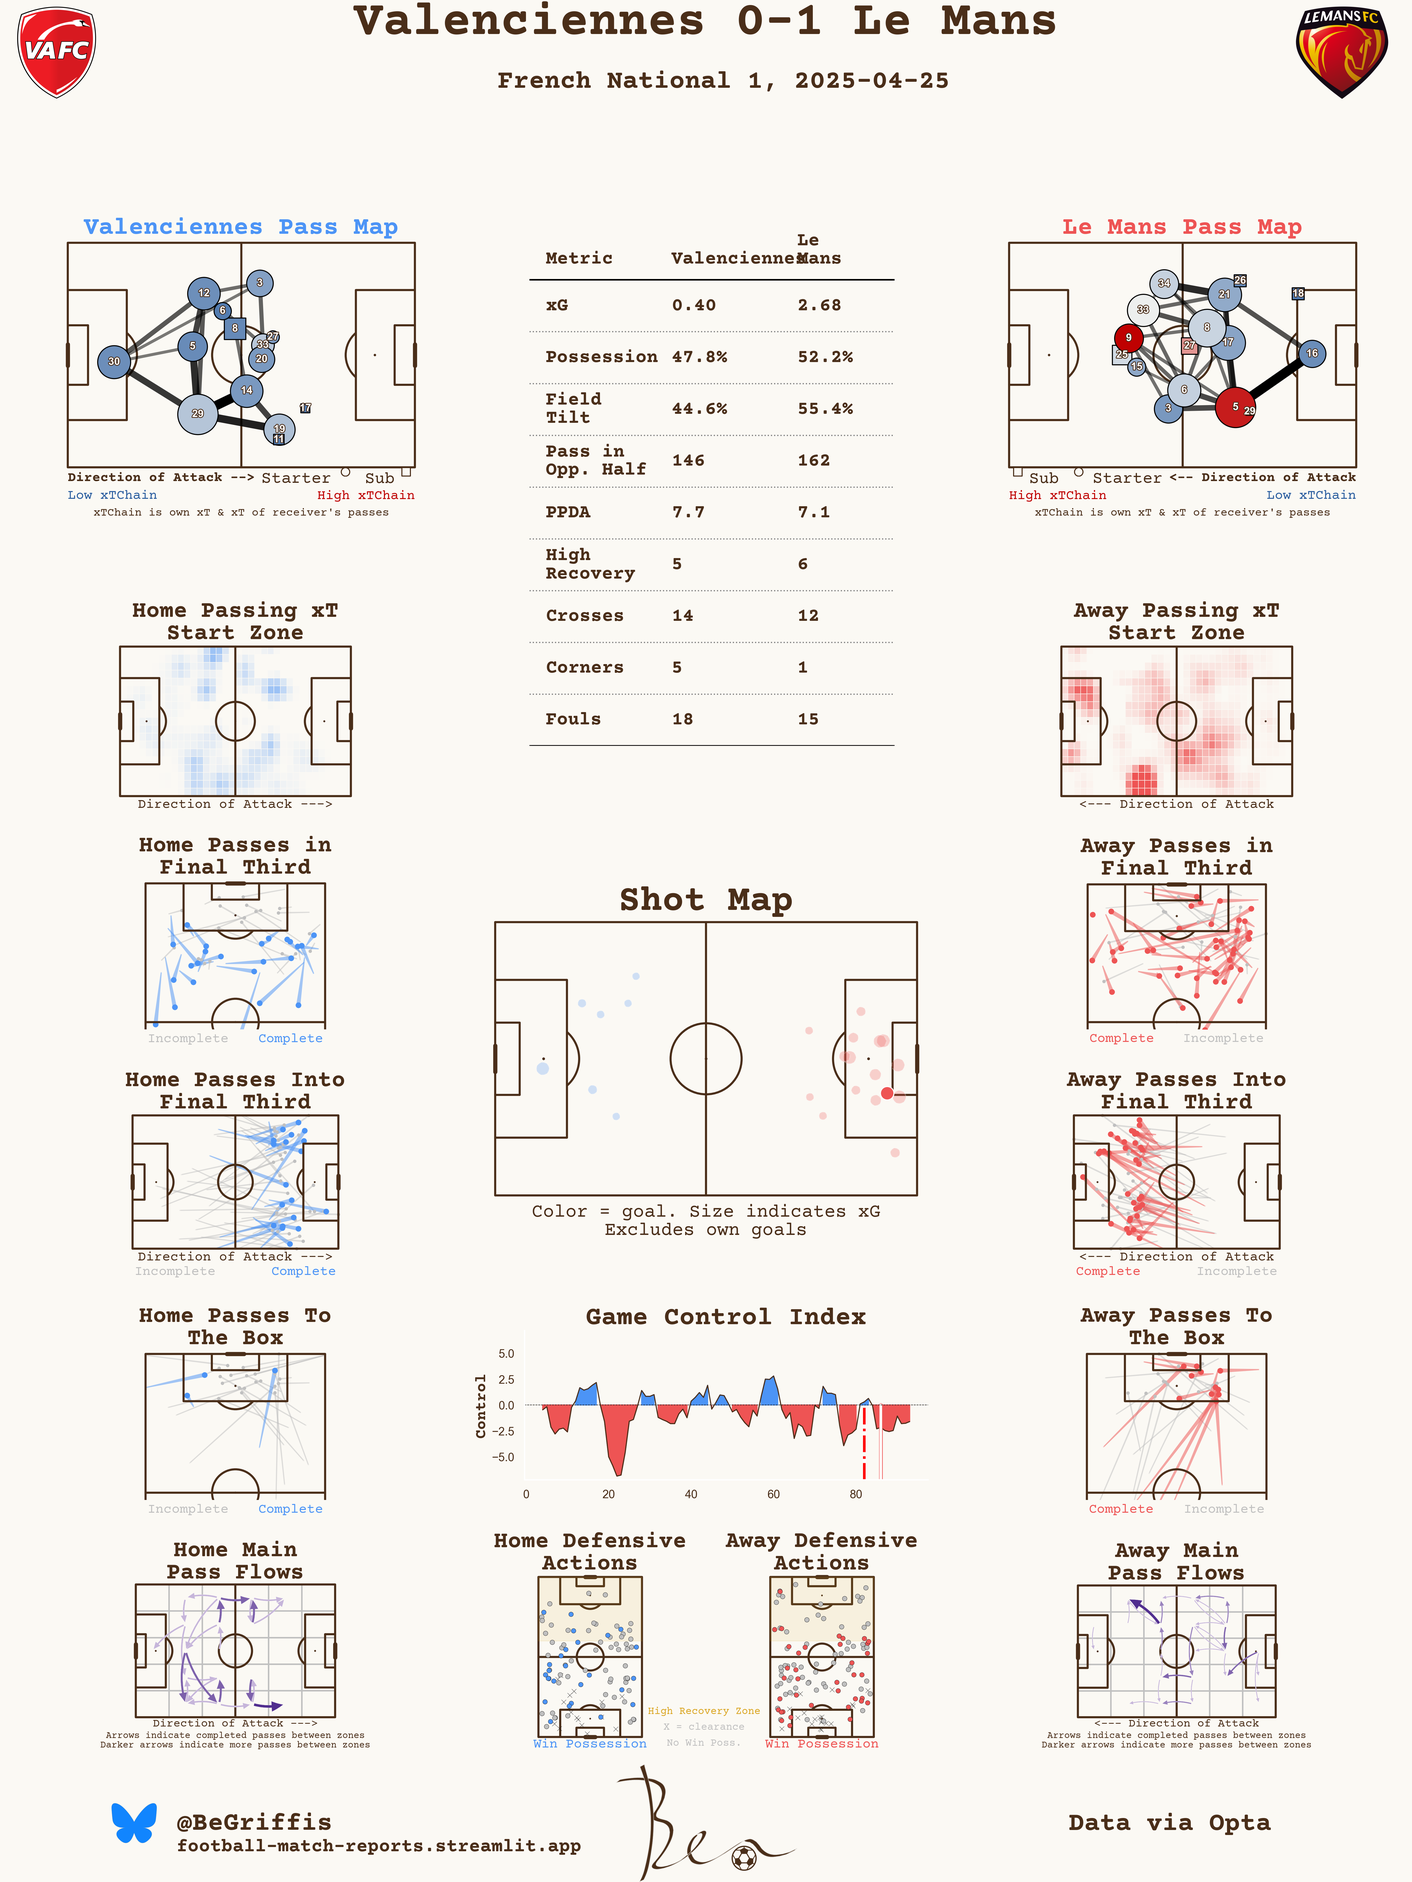 Valenciennes 0-1 Le Mans
French National 1, 2025-04-25
VAFC
LEMANS FC
Valenciennes Pass Map
12
3
6
8
27
33
20
5
30
14
29
19
11
17
Direction of Attack -->
Starter
Sub
Low xTChain
High xTChain
xTChain is own xT & xT of receiver's passes
Metric Valenciennes Le Mans
xG 0.40 2.68
Possession 47.8% 52.2%
Field Tilt 44.6% 55.4%
Pass in Opp. Half 146 162
PPDA 7.7 7.1
High Recovery 5 6
Crosses 14 12
Corners 5 1
Fouls 18 15
Le Mans Pass Map
34
26
21
18
33
8
9
27
17
25
15
16
6
3
5
29
Sub
Starter
<-- Direction of Attack
High xTChain
Low xTChain
xTChain is own xT & xT of receiver's passes
Home Passing xT
Start Zone
Direction of Attack --->
Away Passing xT
Start Zone
<--- Direction of Attack
Home Passes in
Final Third
Incomplete
Complete
Away Passes in
Final Third
Complete
Incomplete
Shot Map
Color = goal. Size indicates xG
Excludes own goals
Home Passes Into
Final Third
Direction of Attack --->
Incomplete
Complete
Away Passes Into
Final Third
<--- Direction of Attack
Complete
Incomplete
Home Passes To
The Box
Incomplete
Complete
Game Control Index
Control
5.0
2.5
0.0
−2.5
−5.0
0
20
40
60
80
Away Passes To
The Box
Complete
Incomplete
Home Main
Pass Flows
Direction of Attack --->
Arrows indicate completed passes between zones
Darker arrows indicate more passes between zones
Home Defensive
Actions
Win Possession
Away Defensive
Actions
Win Possession
High Recovery Zone
X = clearance
No Win Poss.
Away Main
Pass Flows
<--- Direction of Attack
Arrows indicate completed passes between zones
Darker arrows indicate more passes between zones
@BeGriffis
football-match-reports.streamlit.app
Ben
Data via Opta